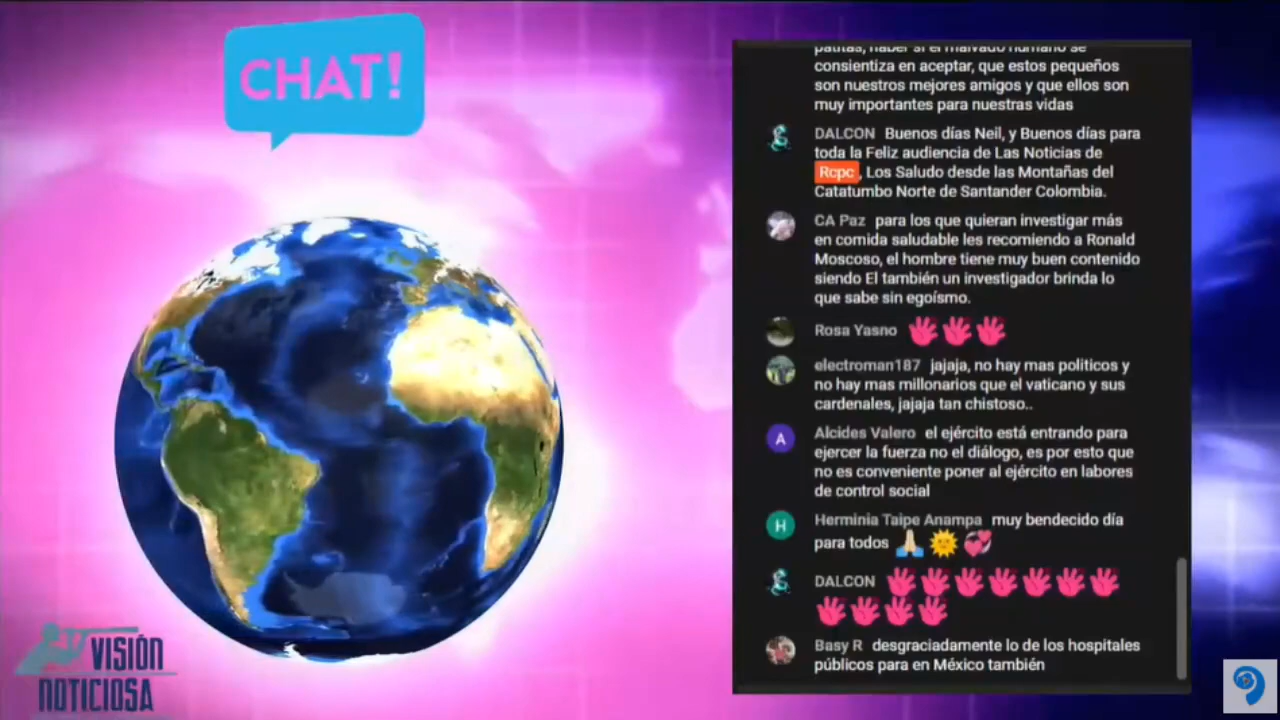 CHAT!
patitas, haber si el malvado humano se
consientiza en aceptar, que estos pequeños
son nuestros mejores amigos y que ellos son
muy importantes para nuestras vidas
DALCON Buenos días Neil, y Buenos días para
toda la Feliz audiencia de Las Noticias de
Rcpc, Los Saludo desde las Montañas del
Catatumbo Norte de Santander Colombia.
CA Paz para los que quieran investigar más
en comida saludable les recomiendo a Ronald
Moscoso, el hombre tiene muy buen contenido
siendo El también un investigador brinda lo
que sabe sin egoísmo.
Rosa Yasno
electroman187 jajaja, no hay mas politicos y
no hay mas millonarios que el vaticano y sus
cardenales, jajaja tan chistoso..
A Alcides Valero el ejército está entrando para
ejercer la fuerza no el diálogo, es por esto que
no es conveniente poner al ejército en labores
de control social
H Herminia Taipe Anampa muy bendecido día
para todos 🙏🏼 🌞 💞
DALCON
Basy R desgraciadamente lo de los hospitales
públicos para en México también
VISIÓN
NOTICIOSA